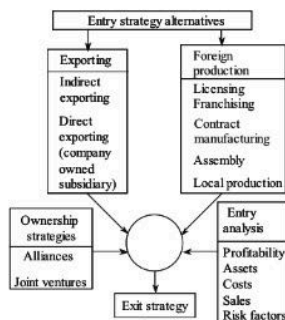 Entry strategy alternatives
Exporting
Indirect
exporting
Direct
exporting
(company
owned
subsidiary)
Foreign
production
Licensing
Franchising
Contract
manufacturing
Assembly
Local production
Ownership
strategies
Alliances
Joint ventures
Entry
analysis
Profitability
Assets
Costs
Sales
Risk factors
Exit strategy